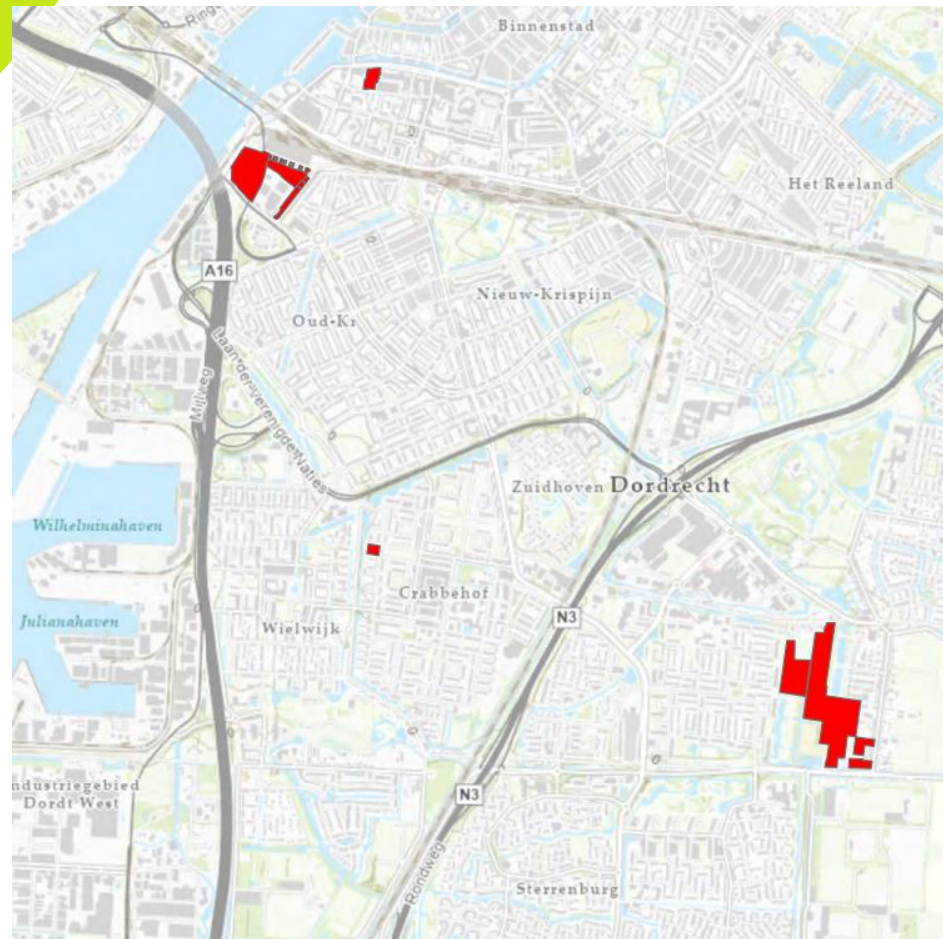 Ring
Binnenstad
Het Reeland
A16
Nieuw-Krispijn
Oud-Kr
Laan der Verenigde Naties
Mijlweg
Zuidhoven
Dordrecht
Wilhelminahaven
Crabbehof
Julianahaven
Wielwijk
N3
ndustriegebied
Dordt West
N3
Rondweg
Sterrenburg